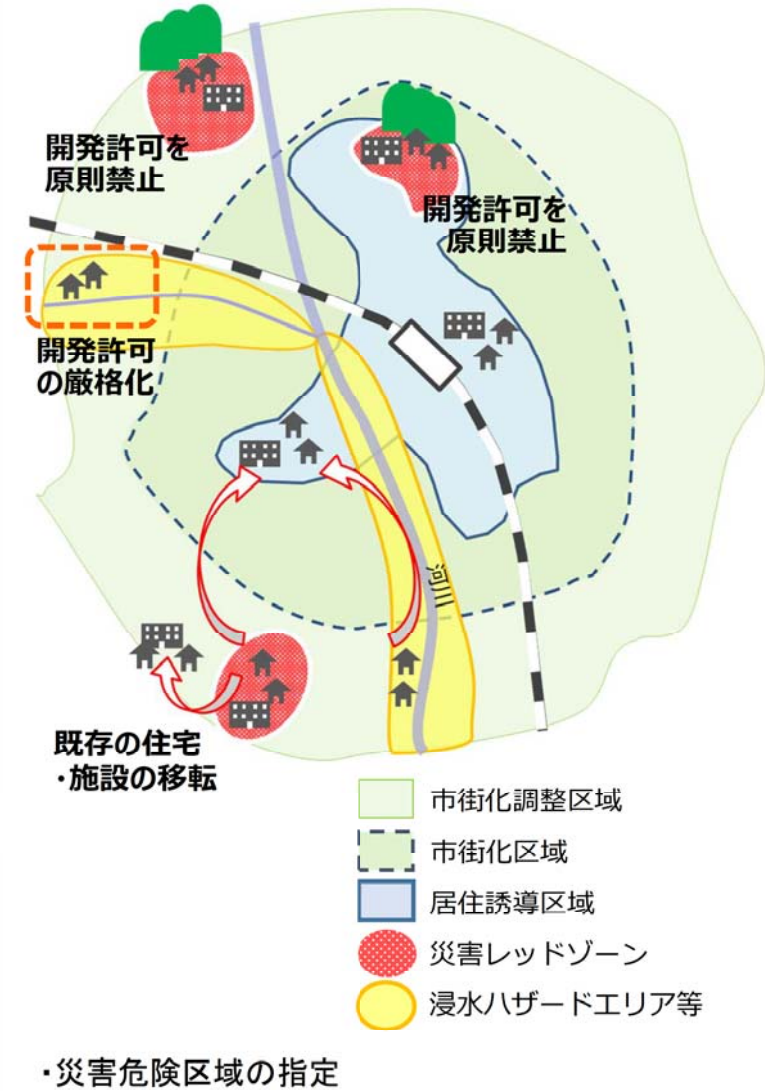 開発許可を
原則禁止
開発許可を
原則禁止
開発許可
の厳格化
河川
既存の住宅
・施設の移転
市街化調整区域
市街化区域
居住誘導区域
災害レッドゾーン
浸水ハザードエリア等
・災害危険区域の指定